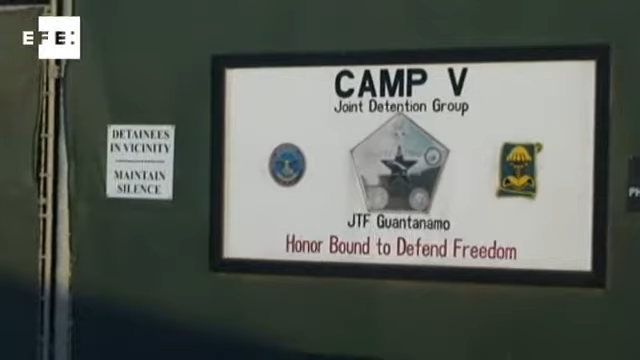 EFE:
DETAINEES
IN VICINITY
MAINTAIN
SILENCE
CAMP V
Joint Detention Group
JTF Guantanamo
Honor Bound to Defend Freedom